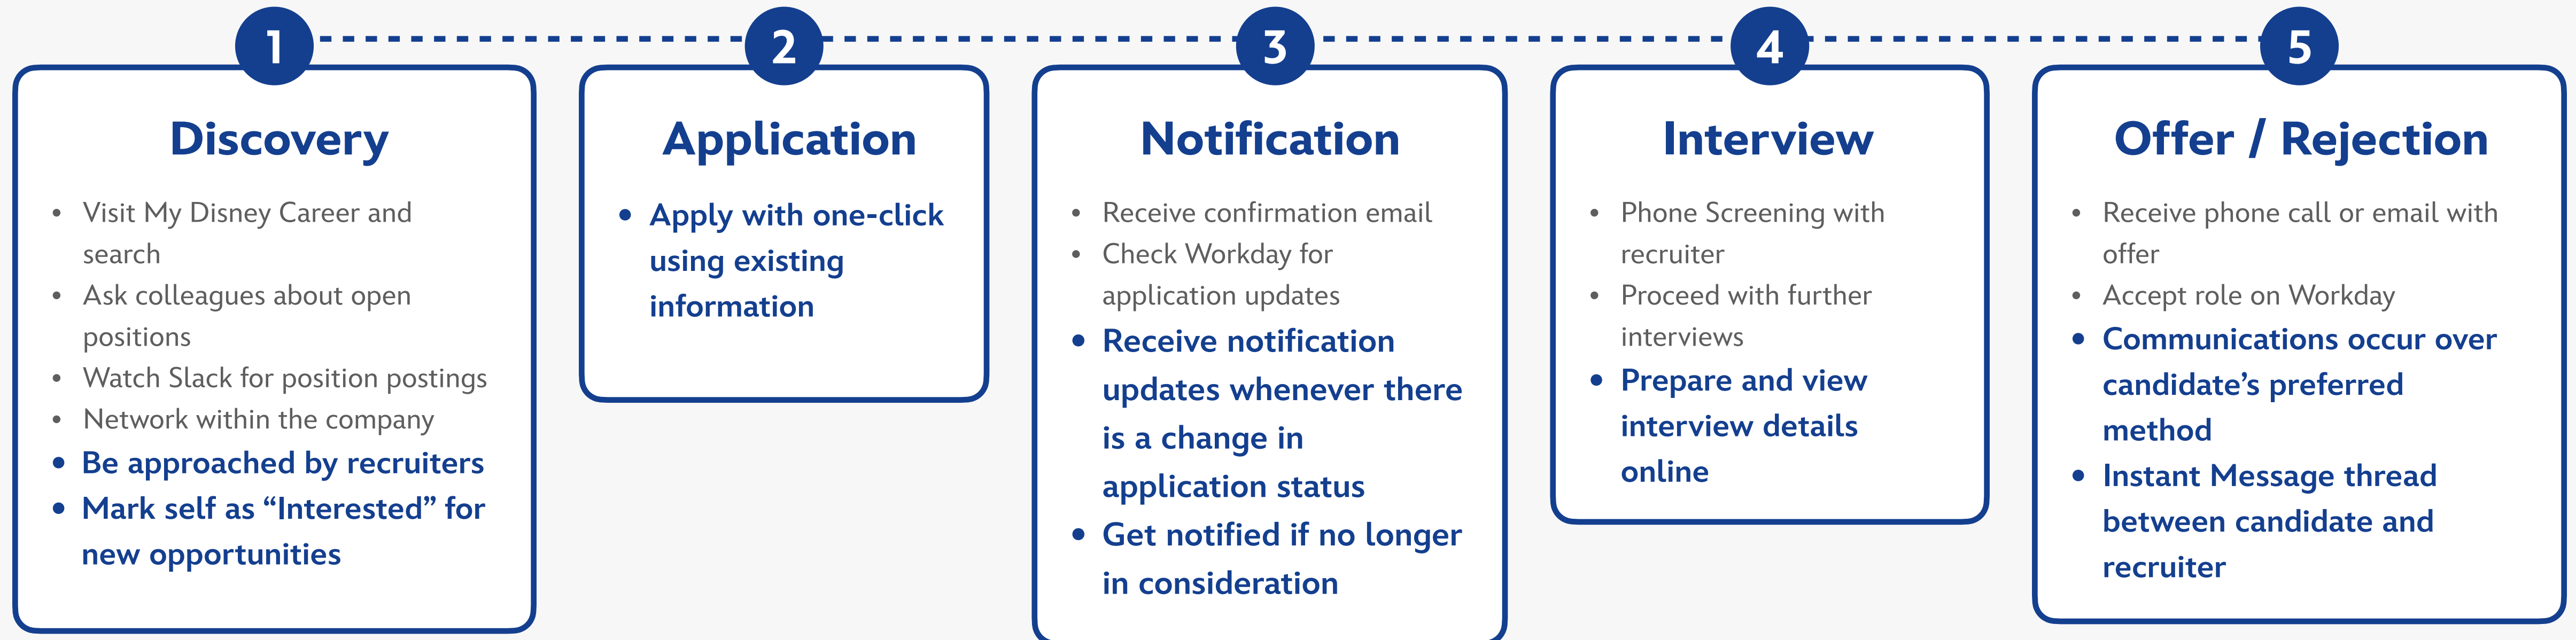 1
Discovery
• Visit My Disney Career and
search
• Ask colleagues about open
positions
• Watch Slack for position postings
• Network within the company
• Be approached by recruiters
• Mark self as “Interested” for
new opportunities
2
Application
• Apply with one-click
using existing
information
3
Notification
• Receive confirmation email
• Check Workday for
application updates
• Receive notification
updates whenever there
is a change in
application status
• Get notified if no longer
in consideration
4
Interview
• Phone Screening with
recruiter
• Proceed with further
interviews
• Prepare and view
interview details
online
5
Offer / Rejection
• Receive phone call or email with
offer
• Accept role on Workday
• Communications occur over
candidate’s preferred
method
• Instant Message thread
between candidate and
recruiter